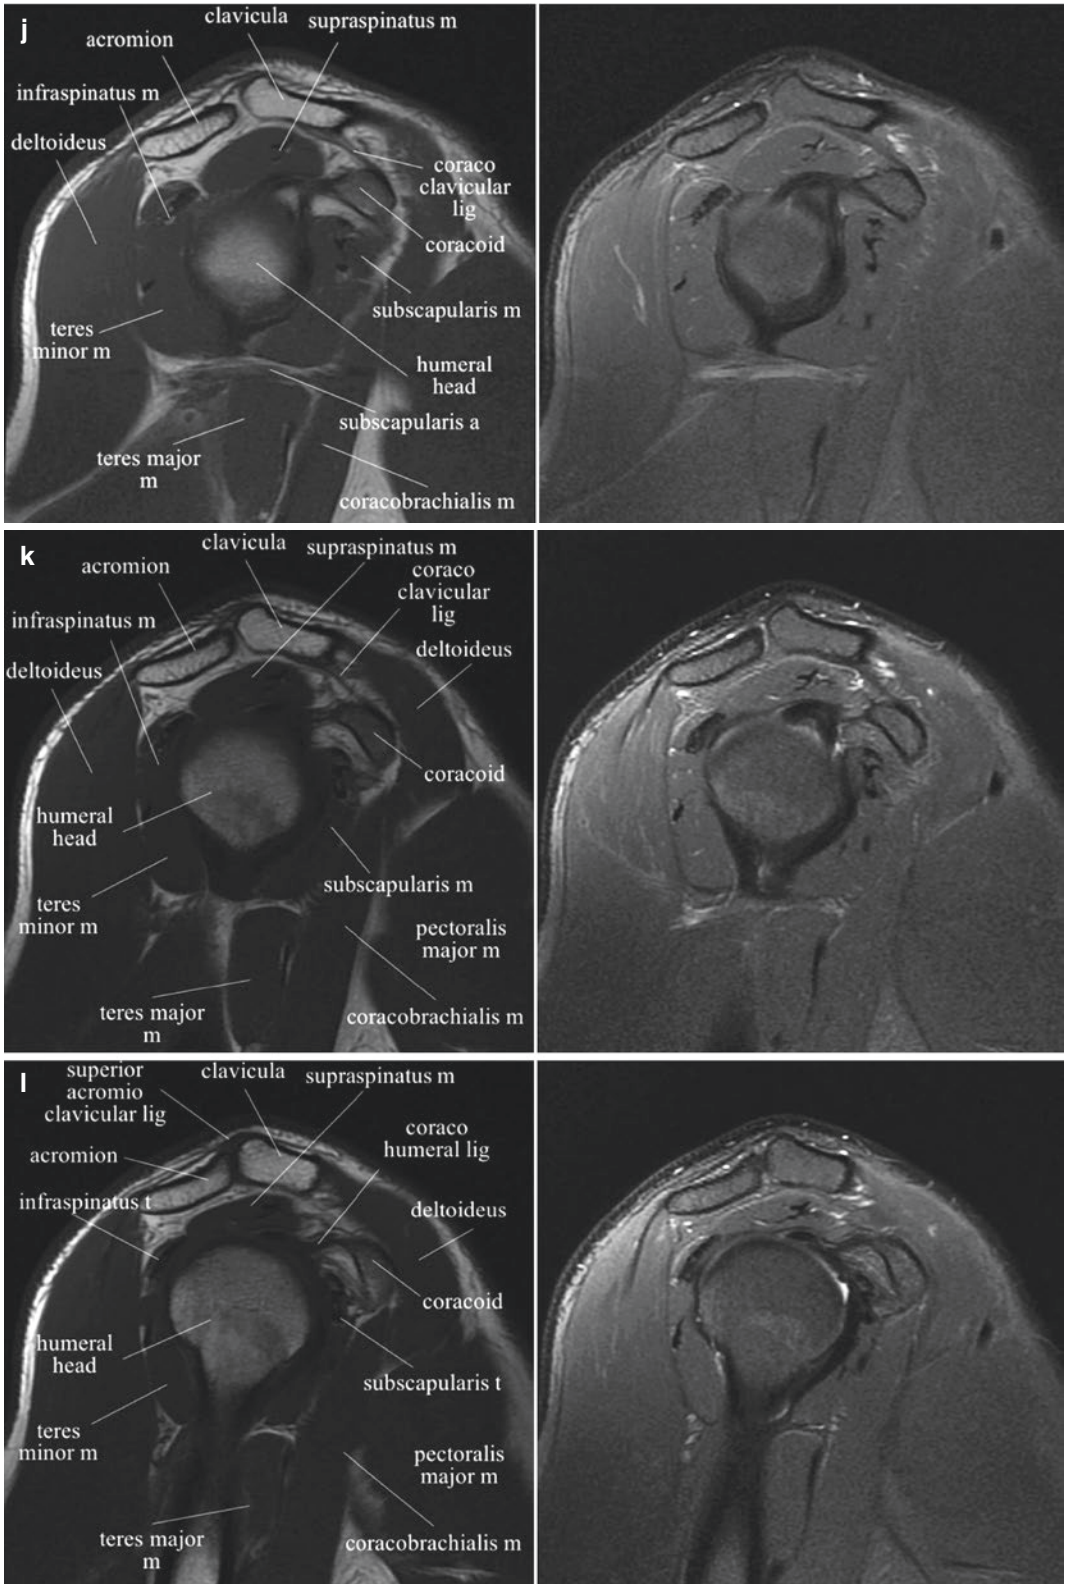 j
clavicula
supraspinatus m
acromion
infraspinatus m
deltoideus
coraco
clavicular
lig
coracoid
subscapularis m
teres
minor m
humeral
head
subscapularis a
teres major
m
coracobrachialis m
k
clavicula
supraspinatus m
acromion
coraco
clavicular
lig
infraspinatus m
deltoideus
deltoideus
coracoid
humeral
head
subscapularis m
teres
minor m
pectoralis
major m
teres major
m
coracobrachialis m
l
superior
acromio
clavicular lig
clavicula
supraspinatus m
coraco
humeral lig
acromion
infraspinatus t
deltoideus
coracoid
humeral
head
subscapularis t
teres
minor m
pectoralis
major m
teres major
m
coracobrachialis m